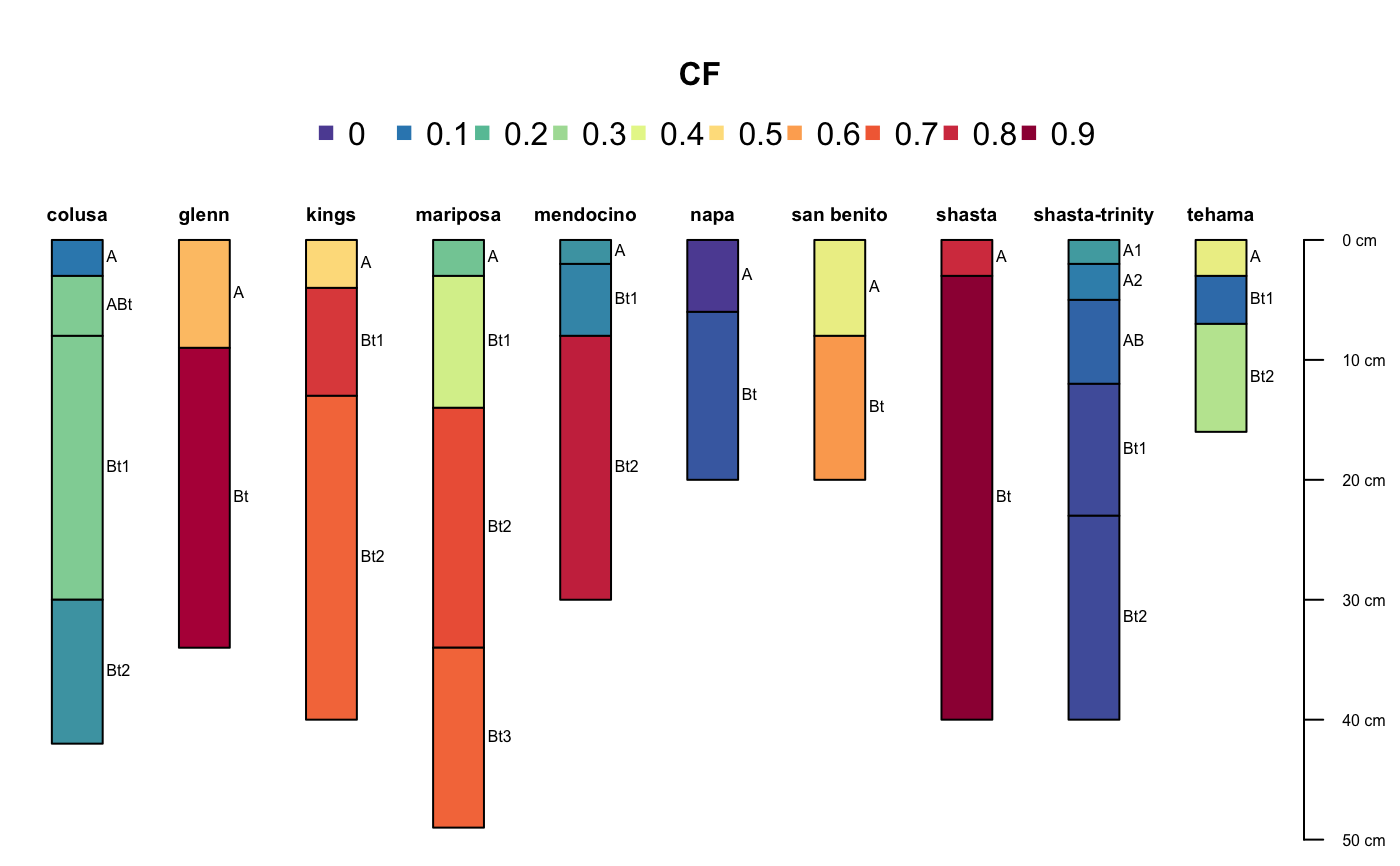 CF
0 0.1 0.2 0.3 0.4 0.5 0.6 0.7 0.8 0.9
colusa glenn kings mariposa mendocino napa san benito shasta shasta-trinity tehama
0 cm
A A A1
A A A A A
A A2
A A
ABt Bt1 Bt1
Bt1 Bt1 AB
10 cm
Bt2
Bt Bt
Bt1
Bt1 Bt2
20 cm
Bt Bt
Bt2
Bt2
30 cm
Bt2
Bt2
40 cm
Bt3
50 cm